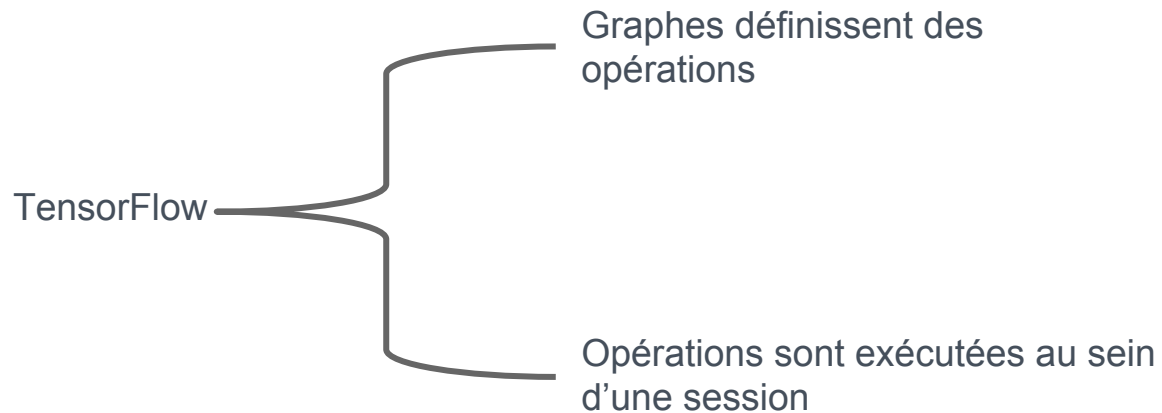 Graphes définissent des
opérations
TensorFlow
Opérations sont exécutées au sein
d’une session